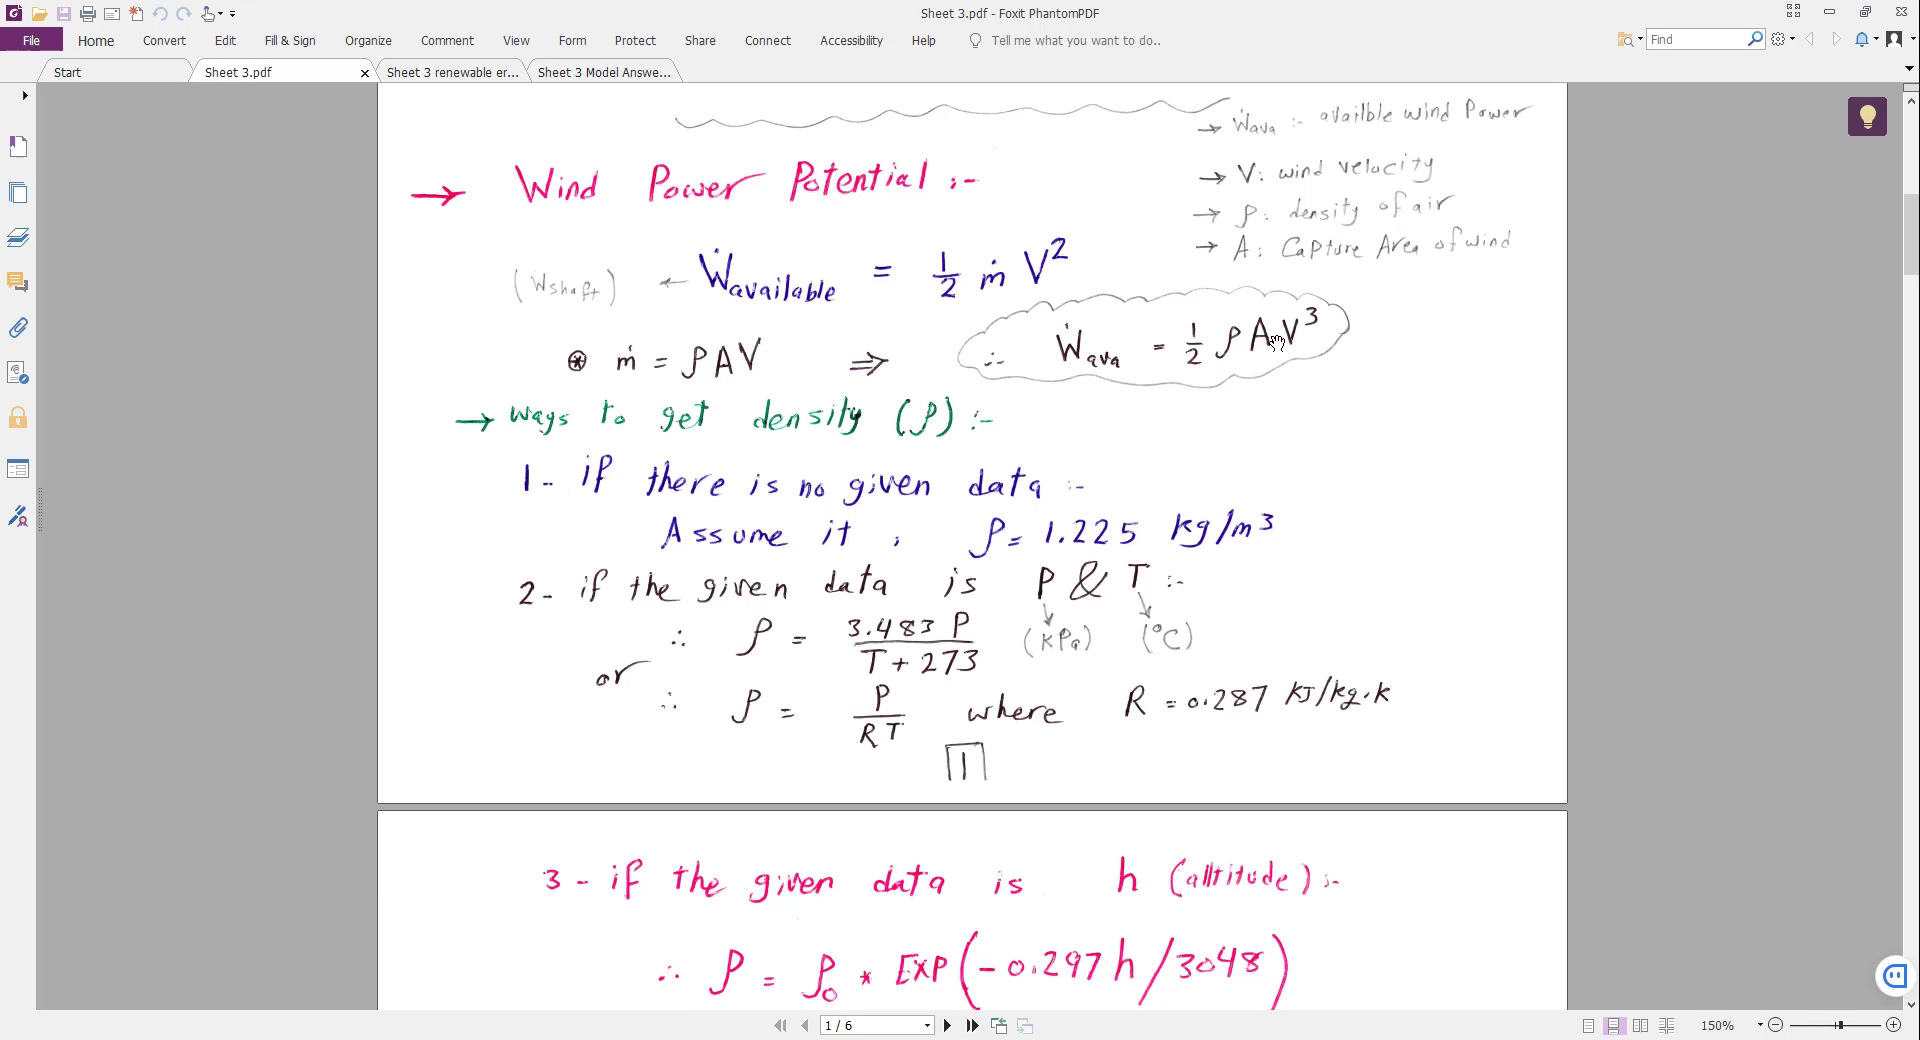 Sheet 3.pdf - Foxit PhantomPDF
File Home Convert Edit Fill & Sign Organize Comment View Form Protect Share Connect Accessibility Help Tell me what you want to do.. Find
Start Sheet 3.pdf Sheet 3 renewable er... Sheet 3 Model Answe...
→ Ẇava :- availble wind Power
→ Wind Power Potential :-
→ V: wind velocity
→ ρ: density of air
→ A: Capture Area of wind
(Ẇshaft) ← Ẇavailable = 1/2 ṁ V²
⊛ ṁ = ρAV ⇒ ∴ Ẇava = 1/2 ρ A V³
→ ways to get density (ρ) :-
1 - if there is no given data :-
Assume it , ρ = 1.225 kg/m³
2 - if the given data is P & T :-
∴ ρ = 3.483 P / T + 273 (KPa) (°C)
or
∴ ρ = P / RT where R = 0.287 kJ/kg.k
1
3 - if the given data is h (alltitude) :-
∴ ρ = ρ₀ * EXP (- 0.297 h / 3048)
1 / 6
150%